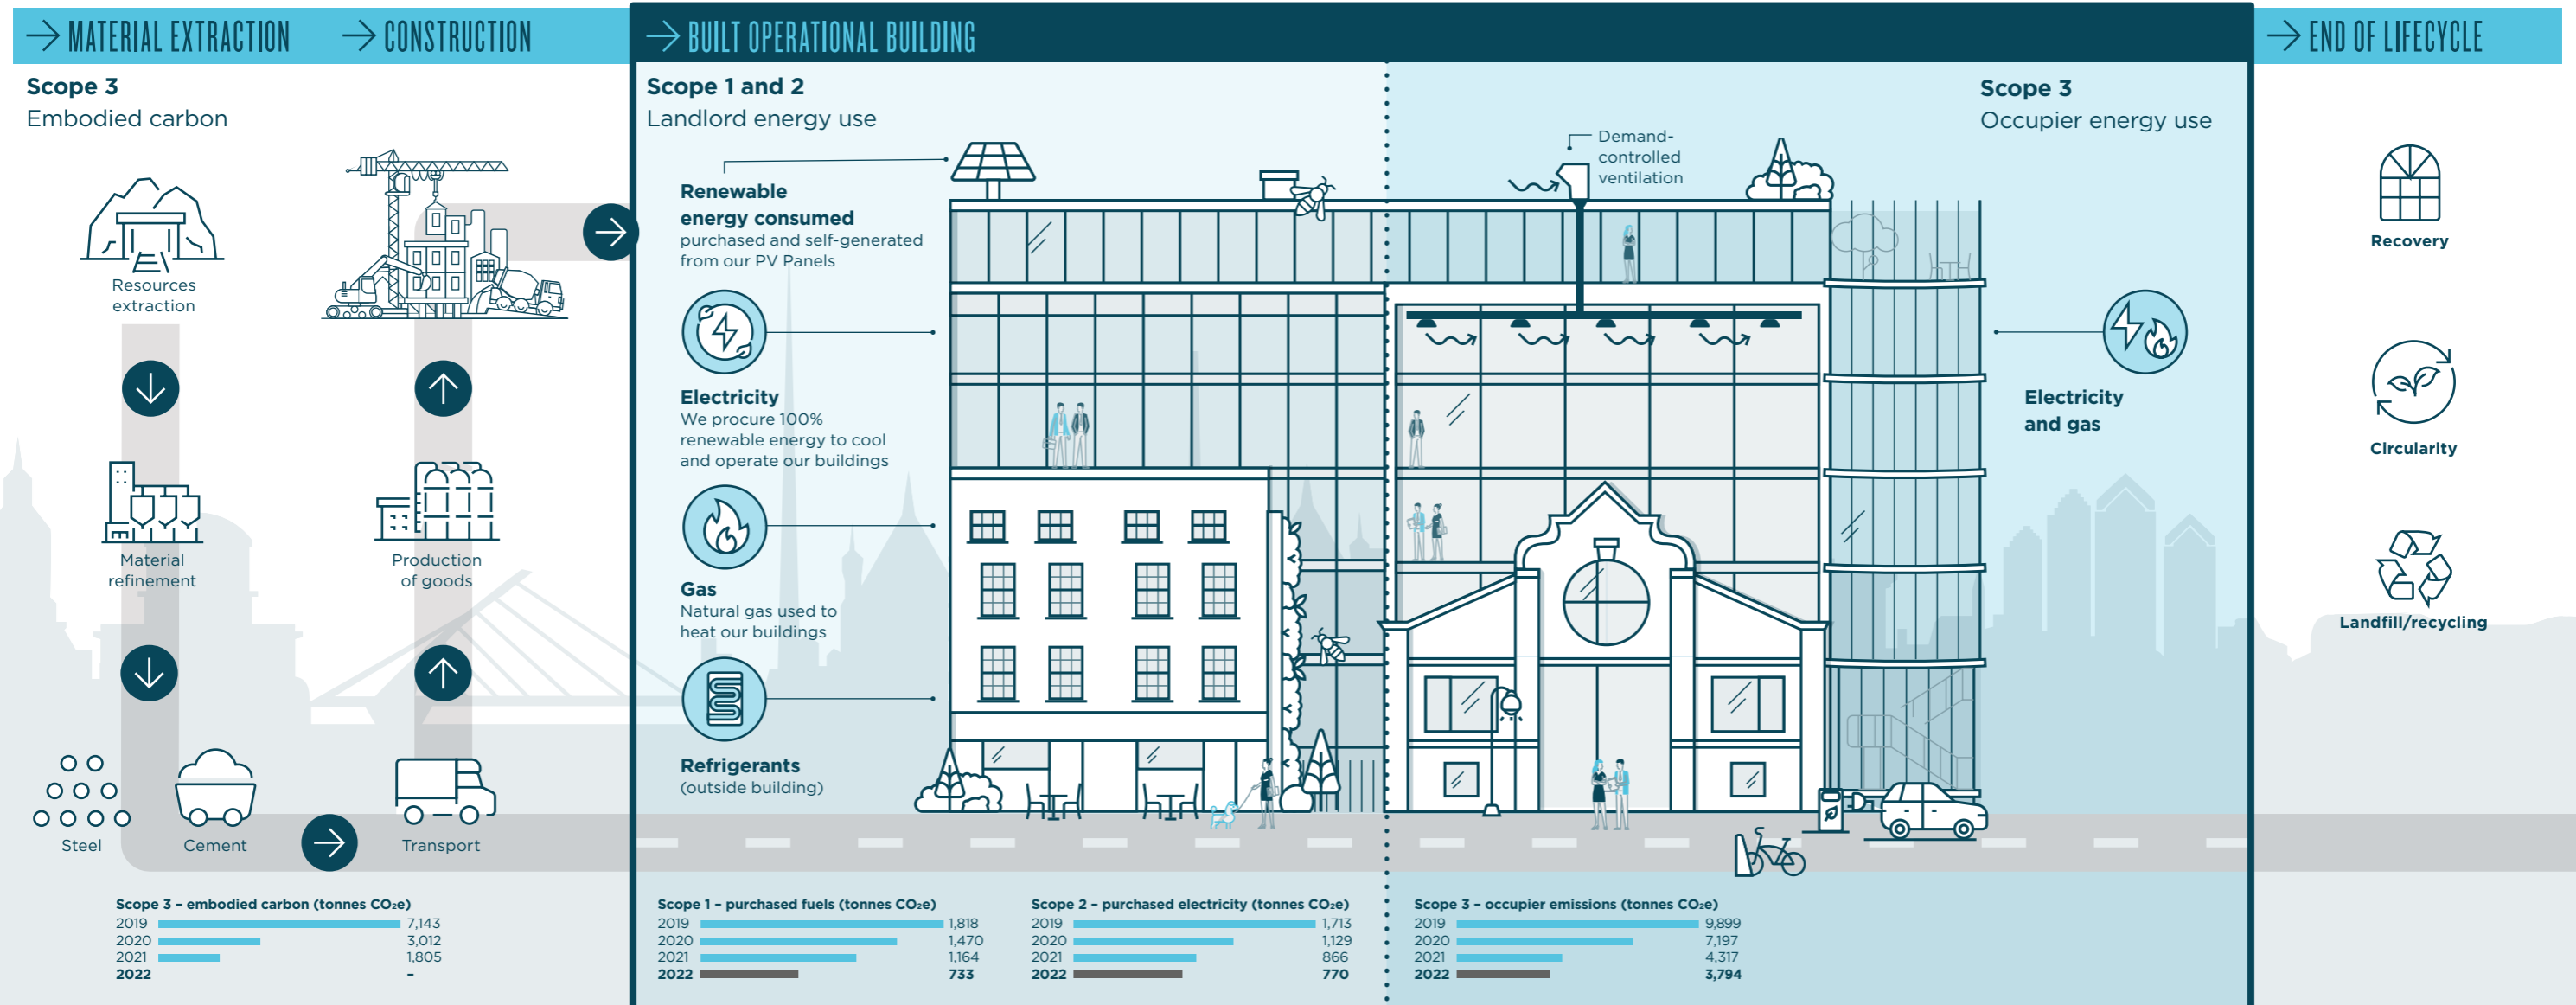 MATERIAL EXTRACTION
CONSTRUCTION
BUILT OPERATIONAL BUILDING
END OF LIFECYCLE
Scope 3
Embodied carbon
Resources
extraction
Material
refinement
Production
of goods
Steel
Cement
Transport
Scope 3 – embodied carbon (tonnes CO₂e)
2019 7,143
2020 3,012
2021 1,805
2022 –
Scope 1 and 2
Landlord energy use
Renewable
energy consumed
purchased and self-generated
from our PV Panels
Electricity
We procure 100%
renewable energy to cool
and operate our buildings
Gas
Natural gas used to
heat our buildings
Refrigerants
(outside building)
Scope 1 – purchased fuels (tonnes CO₂e)
2019 1,818
2020 1,470
2021 1,164
2022 733
Scope 2 – purchased electricity (tonnes CO₂e)
2019 1,713
2020 1,129
2021 866
2022 770
Scope 3
Occupier energy use
Demand-
controlled
ventilation
Electricity
and gas
Scope 3 – occupier emissions (tonnes CO₂e)
2019 9,899
2020 7,197
2021 4,317
2022 3,794
Recovery
Circularity
Landfill/recycling